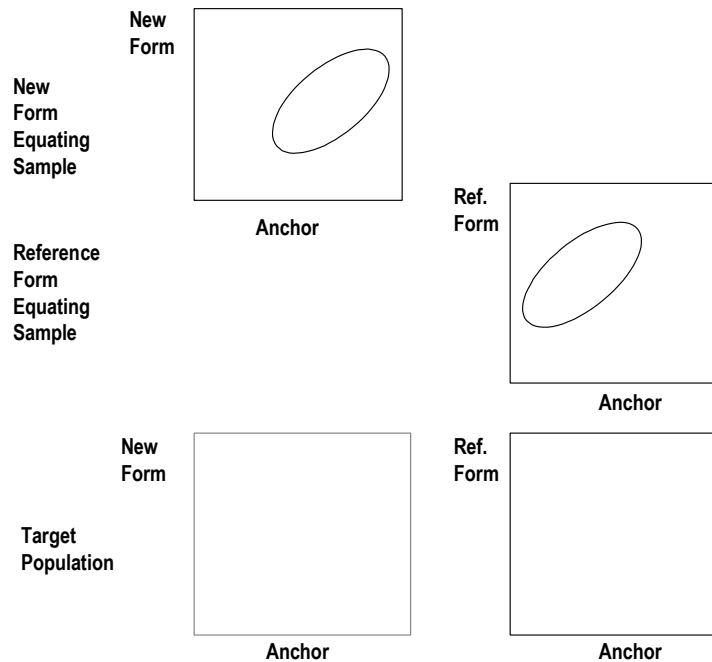 New
Form
New
Form
Equating
Sample
Anchor
Ref.
Form
Reference
Form
Equating
Sample
Anchor
New
Form
Ref.
Form
Target
Population
Anchor
Anchor